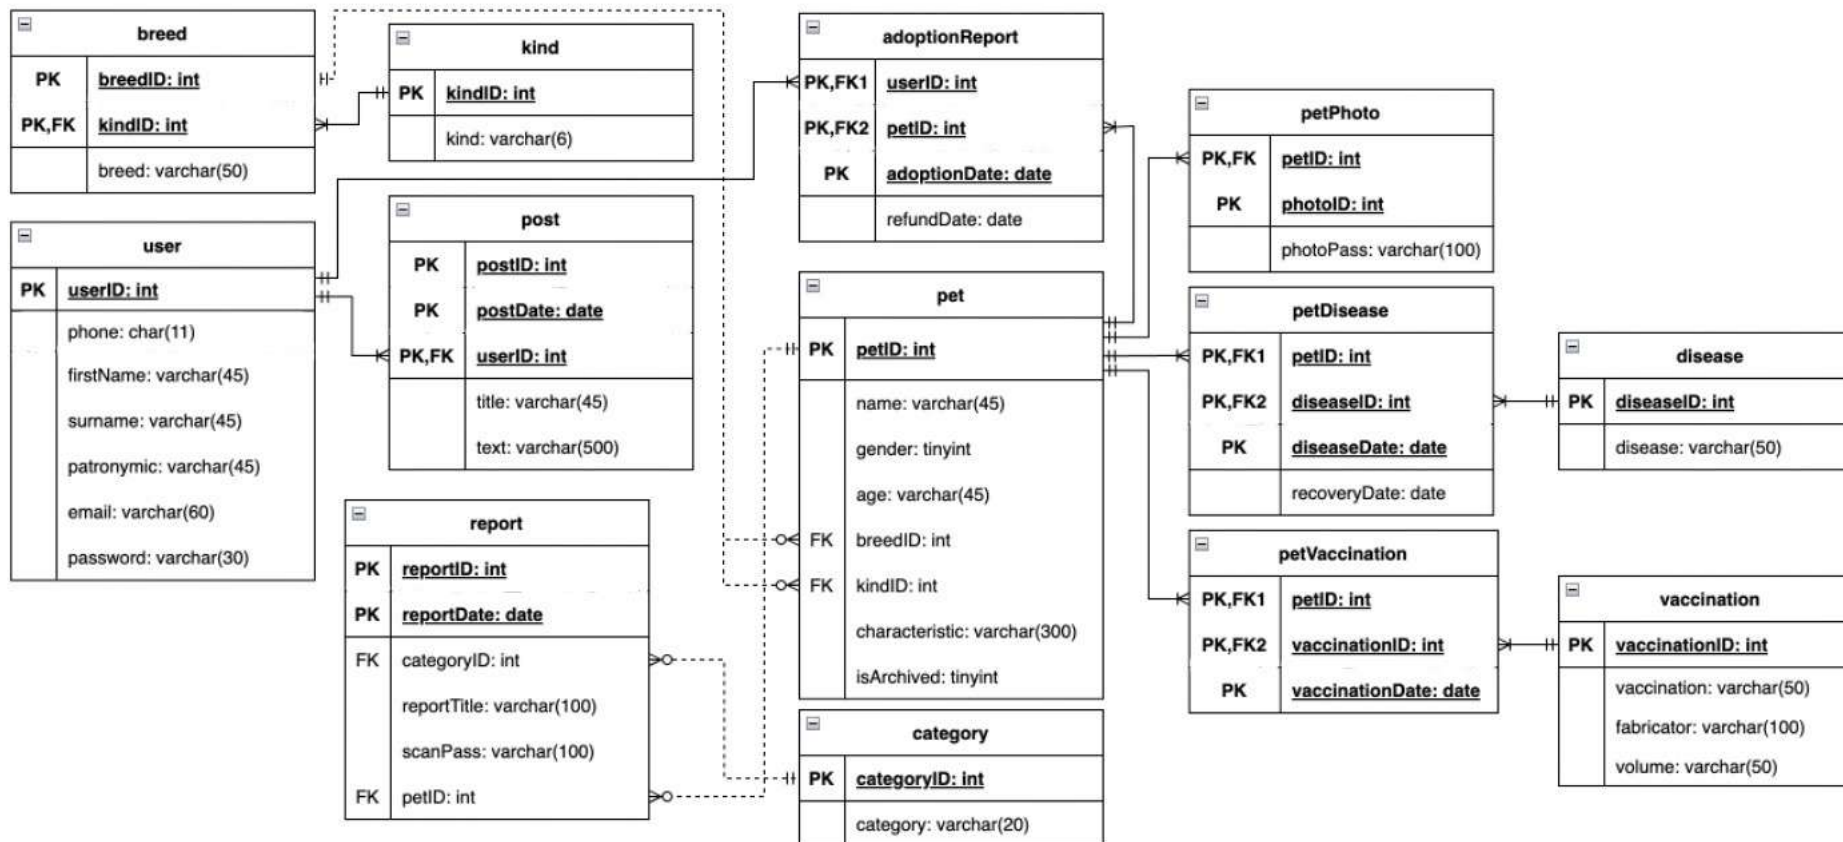 breed
PK breedID: int
PK,FK kindID: int
breed: varchar(50)
kind
PK kindID: int
kind: varchar(6)
adoptionReport
PK,FK1 userID: int
PK,FK2 petID: int
PK adoptionDate: date
refundDate: date
petPhoto
PK,FK petID: int
PK photoID: int
photoPass: varchar(100)
user
PK userID: int
phone: char(11)
firstName: varchar(45)
surname: varchar(45)
patronymic: varchar(45)
email: varchar(60)
password: varchar(30)
post
PK postID: int
PK postDate: date
PK,FK userID: int
title: varchar(45)
text: varchar(500)
pet
PK petID: int
name: varchar(45)
gender: tinyint
age: varchar(45)
FK breedID: int
FK kindID: int
characteristic: varchar(300)
isArchived: tinyint
petDisease
PK,FK1 petID: int
PK,FK2 diseaseID: int
PK diseaseDate: date
recoveryDate: date
disease
PK diseaseID: int
disease: varchar(50)
report
PK reportID: int
PK reportDate: date
FK categoryID: int
reportTitle: varchar(100)
scanPass: varchar(100)
FK petID: int
category
PK categoryID: int
category: varchar(20)
petVaccination
PK,FK1 petID: int
PK,FK2 vaccinationID: int
PK vaccinationDate: date
vaccination
PK vaccinationID: int
vaccination: varchar(50)
fabricator: varchar(100)
volume: varchar(50)